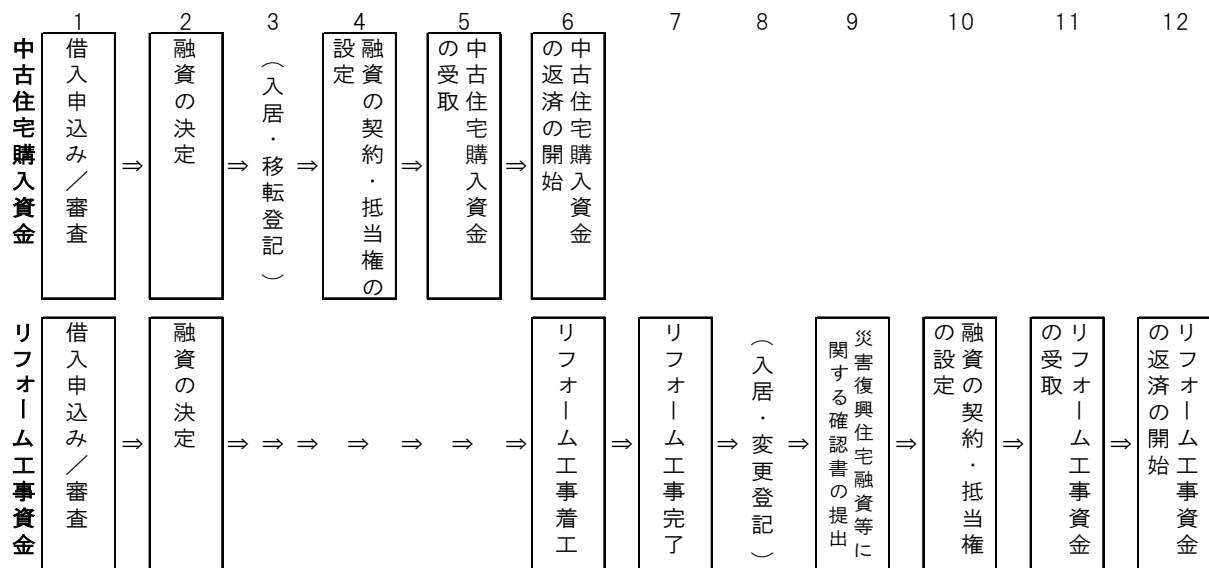 1 2 3 4 5 6 7 8 9 10 11 12
中古住宅購入資金
借入申込み／審査
⇒
融資の決定
⇒
（入居・移転登記）
⇒
融資の契約・抵当権の
設定
⇒
中古住宅購入資金
の受取
⇒
中古住宅購入資金
の返済の開始
リフォーム工事資金
借入申込み／審査
⇒
融資の決定
⇒ ⇒ ⇒ ⇒ ⇒ ⇒ ⇒
リフォーム工事着工
⇒
リフォーム工事完了
⇒
（入居・変更登記）
⇒
災害復興住宅融資等に
関する確認書の提出
⇒
融資の契約・抵当権
の設定
⇒
リフォーム工事資金
の受取
⇒
リフォーム工事資金
の返済の開始